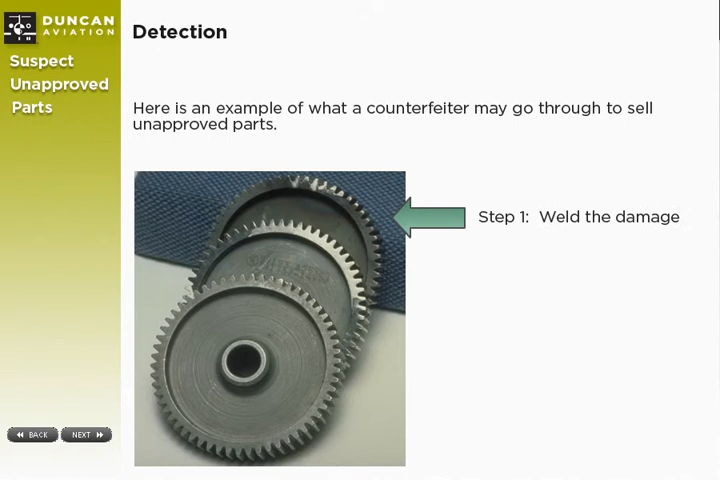 DUNCAN
AVIATION
Detection
Suspect
Unapproved
Parts
Here is an example of what a counterfeiter may go through to sell
unapproved parts.
Step 1: Weld the damage
BACK
NEXT